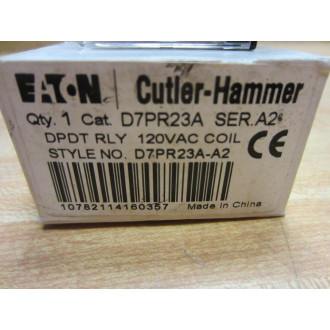 EATON Cutler-Hammer
Qty. 1 Cat. D7PR23A SER.A2
DPDT RLY 120VAC COIL
STYLE NO. D7PR23A-A2 CE
10782114160357 Made in China